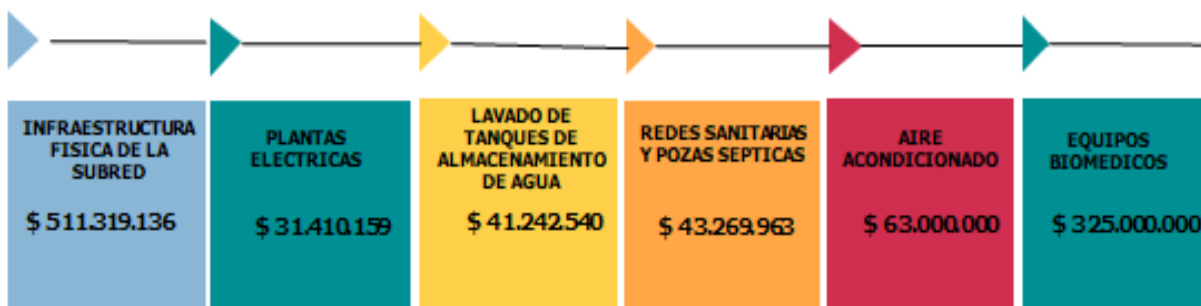 INFRAESTRUCTURA
FISICA DE LA
SUBRED
$ 511.319.136
PLANTAS
ELECTRICAS
$ 31.410.159
LAVADO DE
TANQUES DE
ALMACENAMIENTO
DE AGUA
$ 41.242.540
REDES SANITARIAS
Y POZAS SEPTICAS
$ 43.269.963
AIRE
ACONDICIONADO
$ 63.000.000
EQUIPOS
BIOMEDICOS
$ 325.000.000